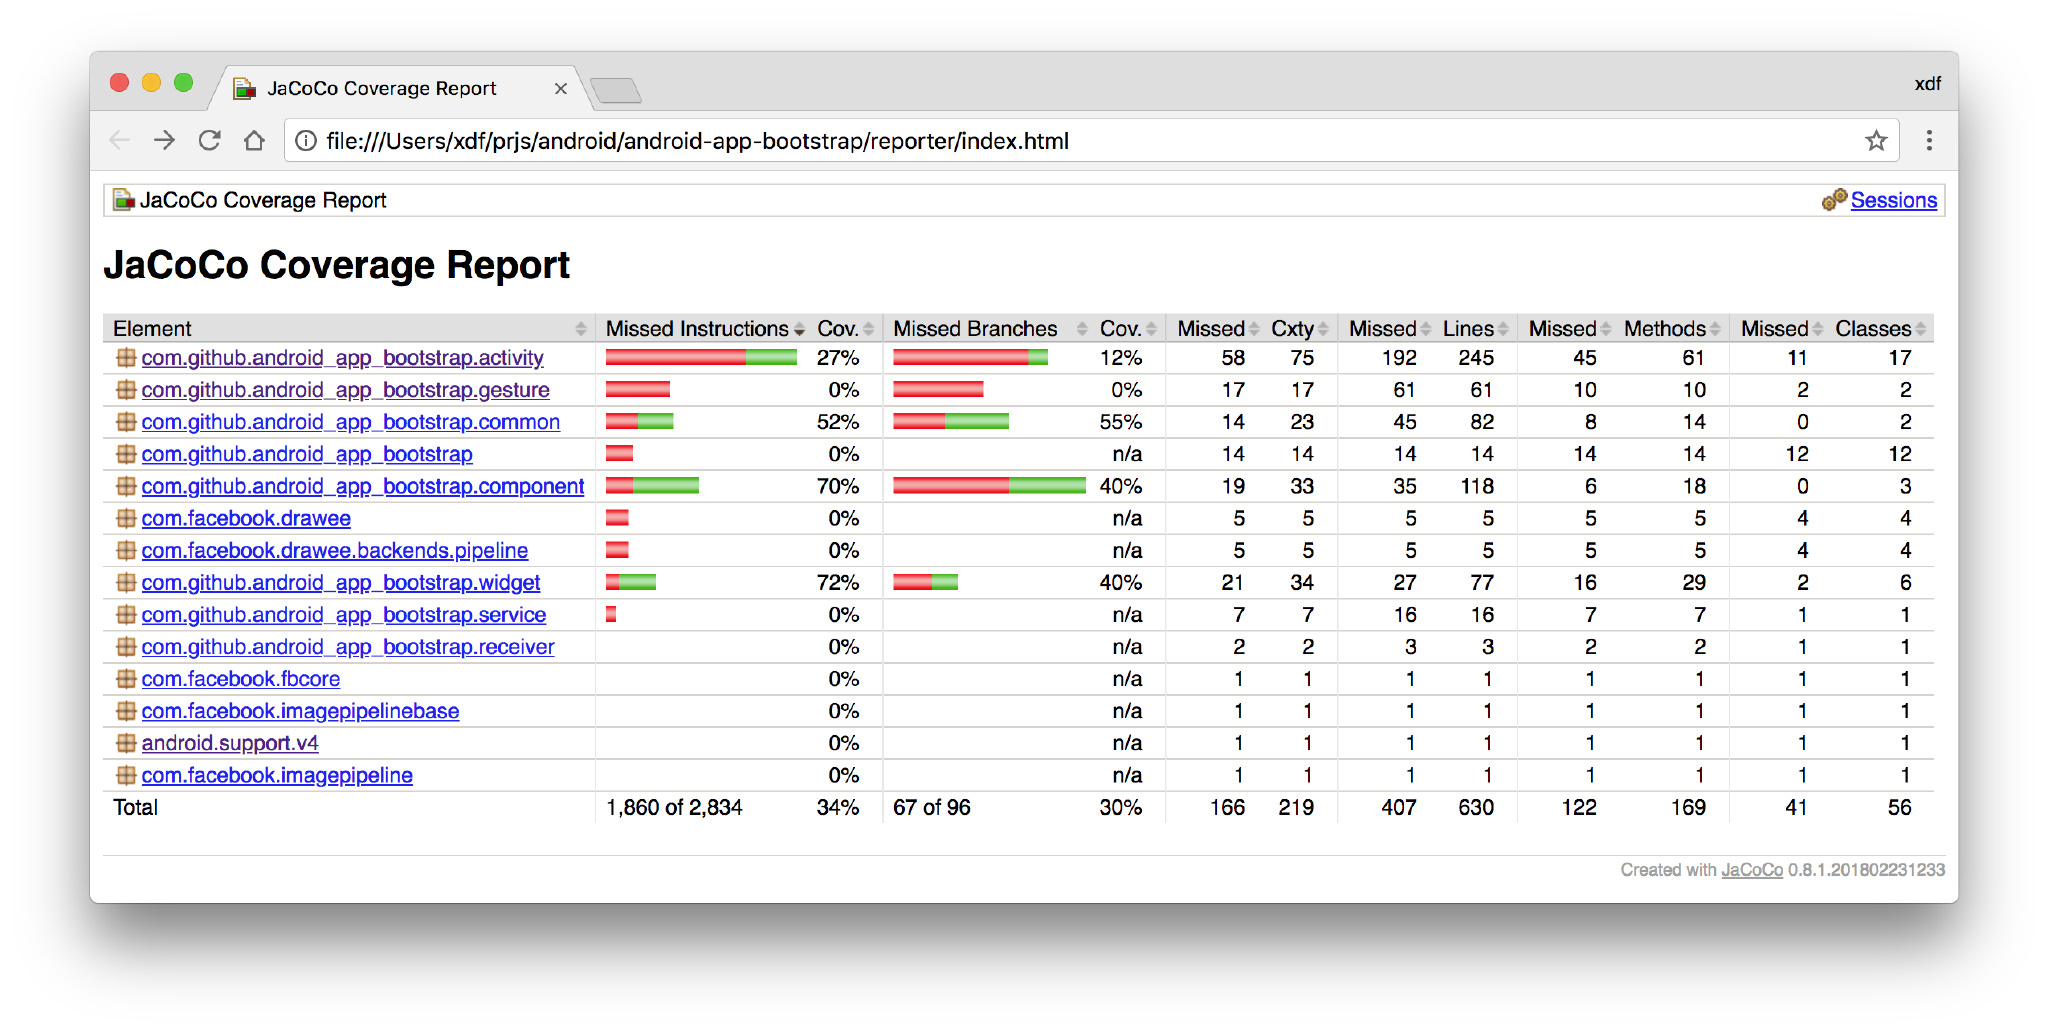 JaCoCo Coverage Report
xdf
file:///Users/xdf/prjs/android/android-app-bootstrap/reporter/index.html
JaCoCo Coverage Report Sessions
JaCoCo Coverage Report
Element Missed Instructions Cov. Missed Branches Cov. Missed Cxty Missed Lines Missed Methods Missed Classes
com.github.android_app_bootstrap.activity 27% 12% 58 75 192 245 45 61 11 17
com.github.android_app_bootstrap.gesture 0% 0% 17 17 61 61 10 10 2 2
com.github.android_app_bootstrap.common 52% 55% 14 23 45 82 8 14 0 2
com.github.android_app_bootstrap 0% n/a 14 14 14 14 14 14 12 12
com.github.android_app_bootstrap.component 70% 40% 19 33 35 118 6 18 0 3
com.facebook.drawee 0% n/a 5 5 5 5 5 5 4 4
com.facebook.drawee.backends.pipeline 0% n/a 5 5 5 5 5 5 4 4
com.github.android_app_bootstrap.widget 72% 40% 21 34 27 77 16 29 2 6
com.github.android_app_bootstrap.service 0% n/a 7 7 16 16 7 7 1 1
com.github.android_app_bootstrap.receiver 0% n/a 2 2 3 3 2 2 1 1
com.facebook.fbcore 0% n/a 1 1 1 1 1 1 1 1
com.facebook.imagepipelinebase 0% n/a 1 1 1 1 1 1 1 1
android.support.v4 0% n/a 1 1 1 1 1 1 1 1
com.facebook.imagepipeline 0% n/a 1 1 1 1 1 1 1 1
Total 1,860 of 2,834 34% 67 of 96 30% 166 219 407 630 122 169 41 56
Created with JaCoCo 0.8.1.201802231233